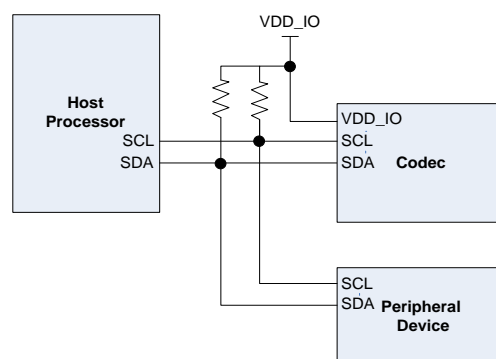 VDD_IO
Host
Processor
SCL
SDA
VDD_IO
SCL
SDA
Codec
SCL
SDA
Peripheral
Device